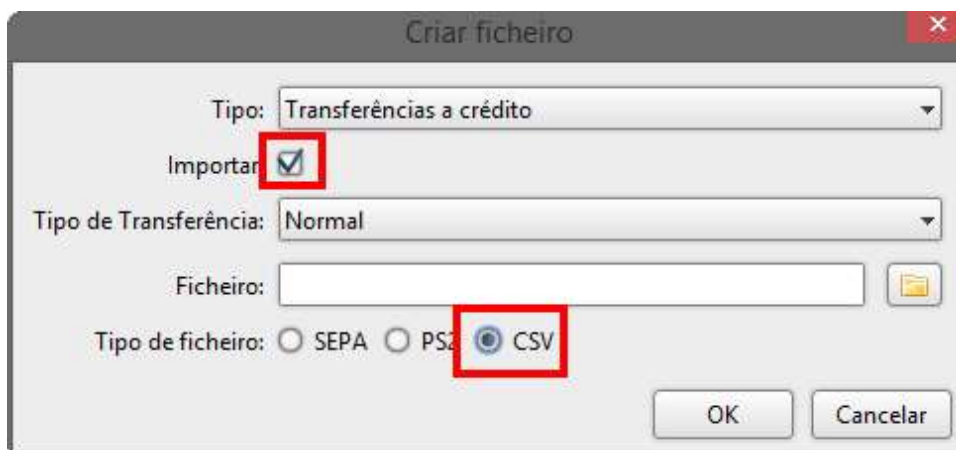 Criar ficheiro
Tipo: Transferências a crédito
Importar
Tipo de Transferência: Normal
Ficheiro:
Tipo de ficheiro: SEPA PS2 CSV
OK Cancelar